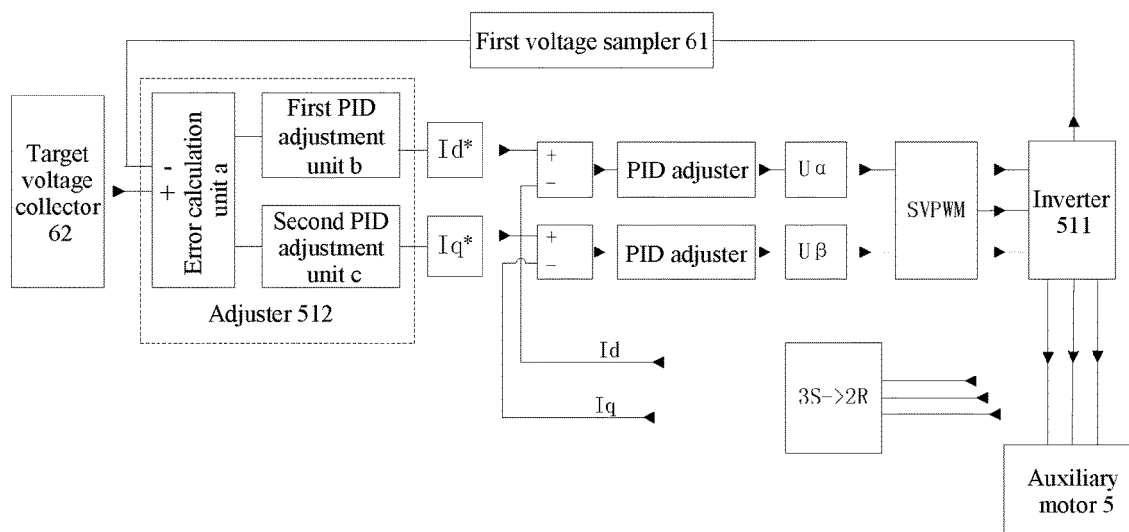 First voltage sampler 61
Target
voltage
collector
62
-
+
Error calculation
unit a
First PID
adjustment
unit b
Second PID
adjustment
unit c
Adjuster 512
Id*
Iq*
+
−
+
−
PID adjuster
PID adjuster
Uα
Uβ
SVPWM
Inverter
511
Id
Iq
3S->2R
Auxiliary
motor 5